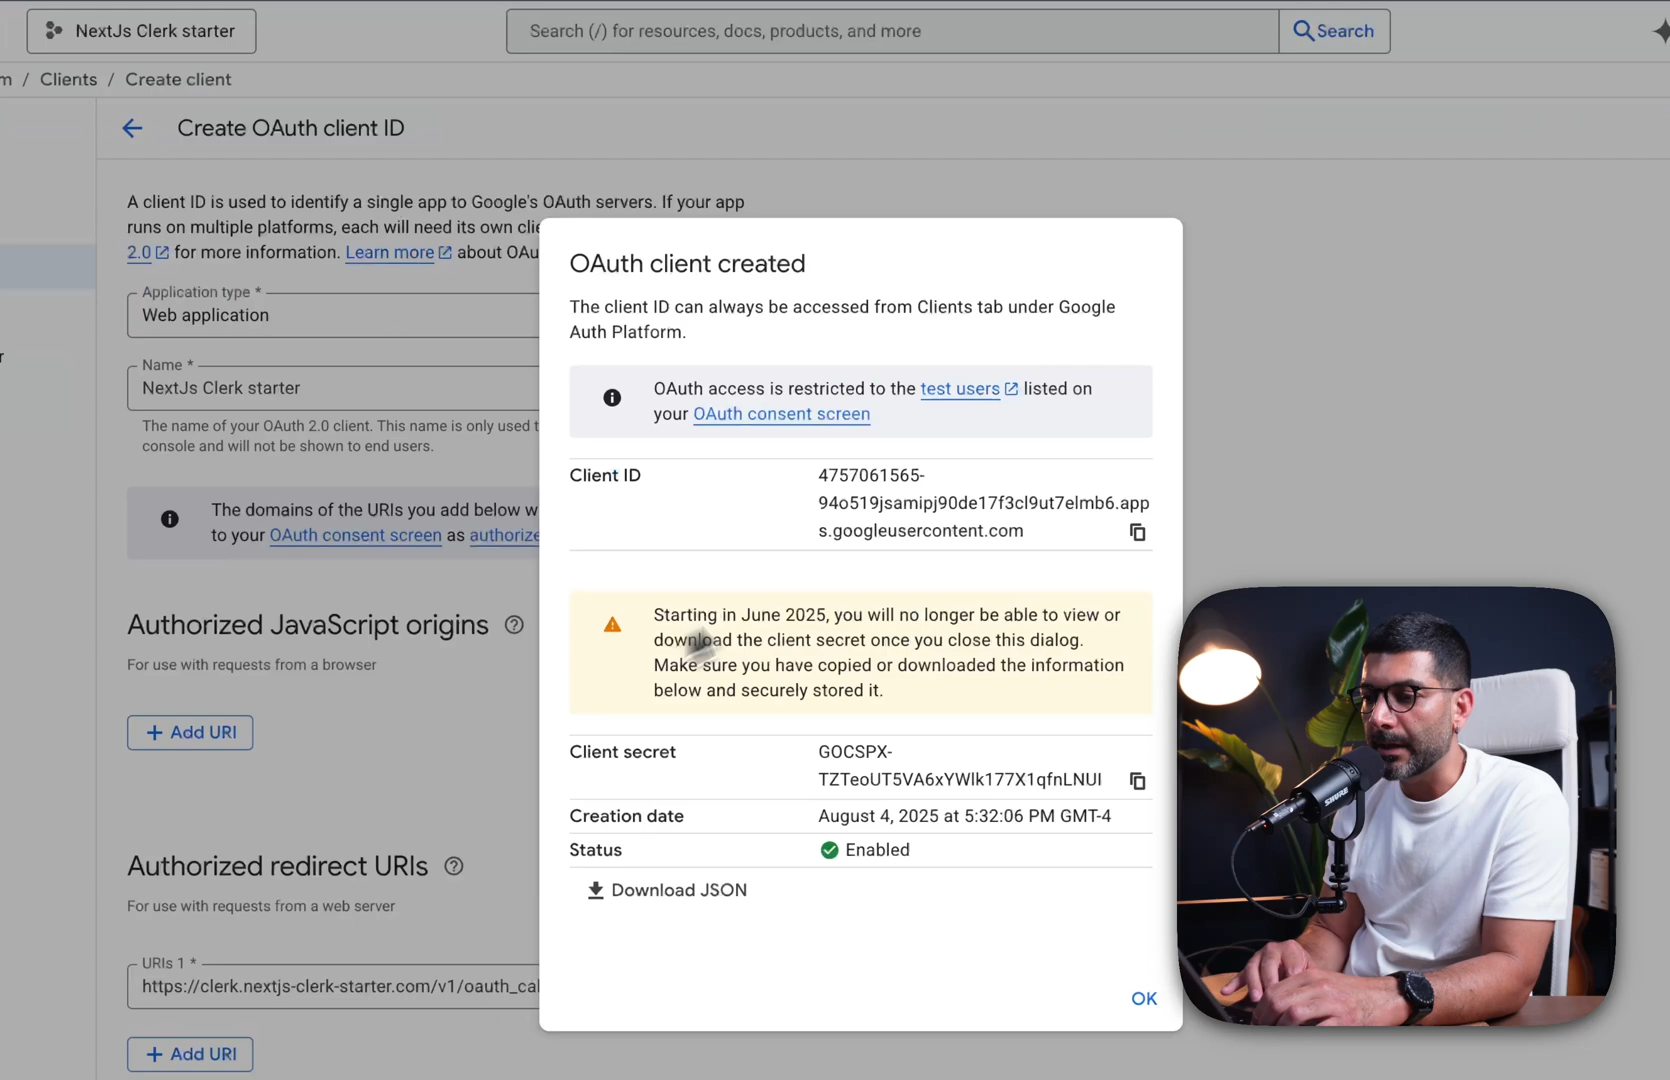 NextJs Clerk starter
Search (/) for resources, docs, products, and more
Search
m / Clients / Create client
Create OAuth client ID
A client ID is used to identify a single app to Google's OAuth servers. If your app
runs on multiple platforms, each will need its own clie
2.0 for more information. Learn more about OAu
Application type *
Web application
r
Name *
NextJs Clerk starter
The name of your OAuth 2.0 client. This name is only used t
console and will not be shown to end users.
The domains of the URIs you add below w
to your OAuth consent screen as authorize
Authorized JavaScript origins
For use with requests from a browser
+ Add URI
Authorized redirect URIs
For use with requests from a web server
URIs 1 *
https://clerk.nextjs-clerk-starter.com/v1/oauth_cal
+ Add URI
OAuth client created
The client ID can always be accessed from Clients tab under Google
Auth Platform.
OAuth access is restricted to the test users listed on
your OAuth consent screen
Client ID
4757061565-
94o519jsamipj90de17f3cl9ut7elmb6.app
s.googleusercontent.com
Starting in June 2025, you will no longer be able to view or
download the client secret once you close this dialog.
Make sure you have copied or downloaded the information
below and securely stored it.
Client secret
GOCSPX-
TZTeoUT5VA6xYWlk177X1qfnLNUI
Creation date
August 4, 2025 at 5:32:06 PM GMT-4
Status
Enabled
Download JSON
OK
SHURE